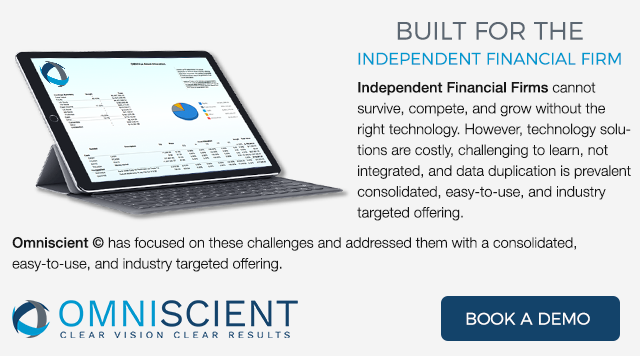 BUILT FOR THE
INDEPENDENT FINANCIAL FIRM
Independent Financial Firms cannot
survive, compete, and grow without the
right technology. However, technology solu-
tions are costly, challenging to learn, not
integrated, and data duplication is prevalent
consolidated, easy-to-use, and industry
targeted offering.
Omniscient © has focused on these challenges and addressed them with a consolidated,
easy-to-use, and industry targeted offering.
OMNISCIENT
CLEAR VISION CLEAR RESULTS
BOOK A DEMO